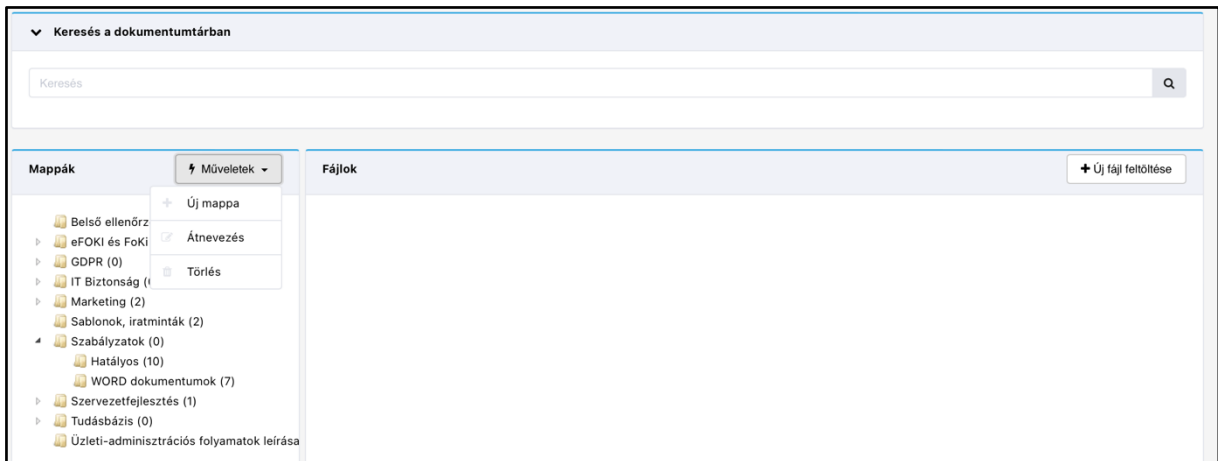 Keresés a dokumentumtárban
Keresés
Mappák
Műveletek
Új mappa
Átnevezés
Törlés
Belső ellenőrz
eFOKI és FoKi
GDPR (0)
IT Biztonság (
Marketing (2)
Sablonok, iratminták (2)
Szabályzatok (0)
Hatályos (10)
WORD dokumentumok (7)
Szervezetfejlesztés (1)
Tudásbázis (0)
Üzleti-adminisztrációs folyamatok leírása
Fájlok
Új fájl feltöltése